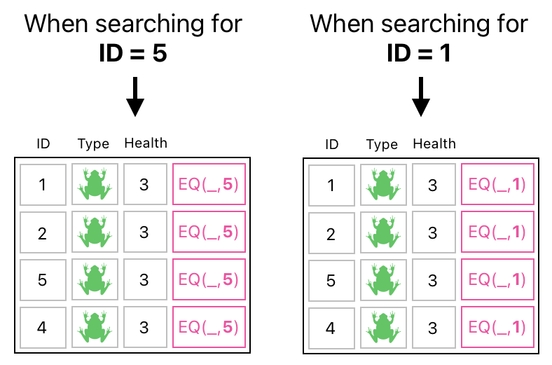 When searching for
ID = 5
ID Type Health
1 3 EQ(_,5)
2 3 EQ(_,5)
5 3 EQ(_,5)
4 3 EQ(_,5)
When searching for
ID = 1
ID Type Health
1 3 EQ(_,1)
2 3 EQ(_,1)
5 3 EQ(_,1)
4 3 EQ(_,1)